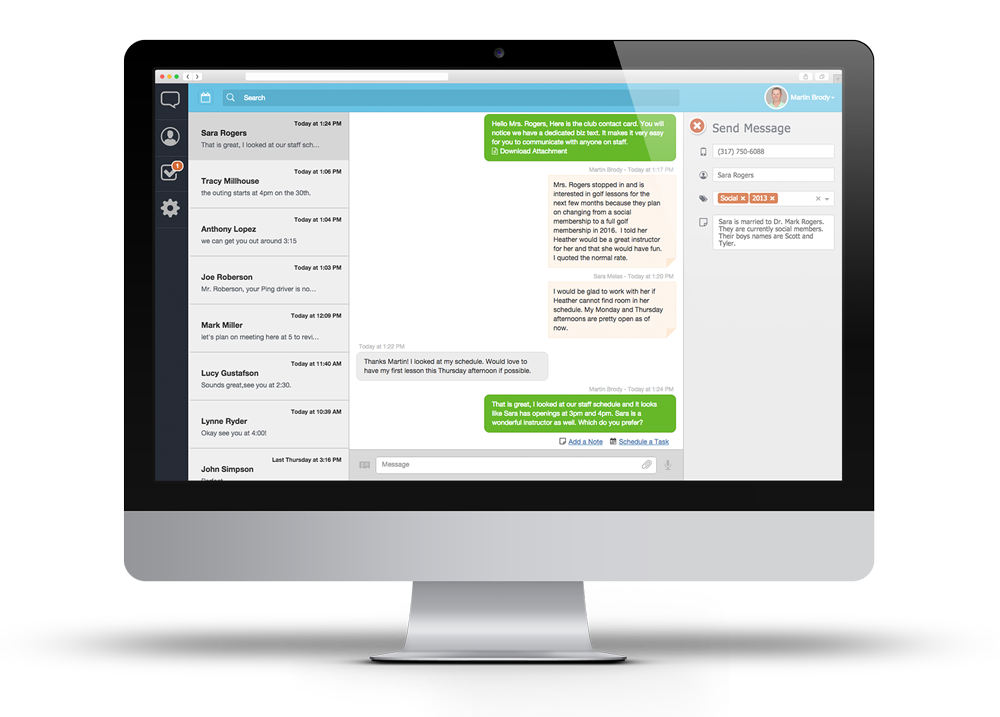 Search
Martin Brody
1
Today at 1:24 PM
Sara Rogers
That is great, I looked at our staff sch...
Today at 1:06 PM
Tracy Millhouse
the outing starts at 4pm on the 30th.
Today at 1:04 PM
Anthony Lopez
we can get you out around 3:15
Today at 1:03 PM
Joe Roberson
Mr. Roberson, your Ping driver is no...
Today at 12:09 PM
Mark Miller
let's plan on meeting here at 5 to revi...
Today at 11:40 AM
Lucy Gustafson
Sounds great,see you at 2:30.
Today at 10:39 AM
Lynne Ryder
Okay see you at 4:00!
Last Thursday at 3:16 PM
John Simpson
Hello Mrs. Rogers, Here is the club contact card. You will
notice we have a dedicated biz text. It makes it very easy
for you to communicate with anyone on staff.
Download Attachment
Martin Brody - Today at 1:17 PM
Mrs. Rogers stopped in and is
interested in golf lessons for the
next few months because they plan
on changing from a social
membership to a full golf
membership in 2016. I told her
Heather would be a great instructor
for her and that she would have fun.
I quoted the normal rate.
Sara Melas - Today at 1:20 PM
I would be glad to work with her if
Heather cannot find room in her
schedule. My Monday and Thursday
afternoons are pretty open as of
now.
Today at 1:22 PM
Thanks Martin! I looked at my schedule. Would love to
have my first lesson this Thursday afternoon if possible.
Martin Brody - Today at 1:24 PM
That is great, I looked at our staff schedule and it looks
like Sara has openings at 3pm and 4pm. Sara is a
wonderful instructor as well. Which do you prefer?
Add a Note Schedule a Task
Message
Send Message
(317) 750-6088
Sara Rogers
Social × 2013 ×
Sara is married to Dr. Mark Rogers.
They are currently social members.
Their boys names are Scott and
Tyler.